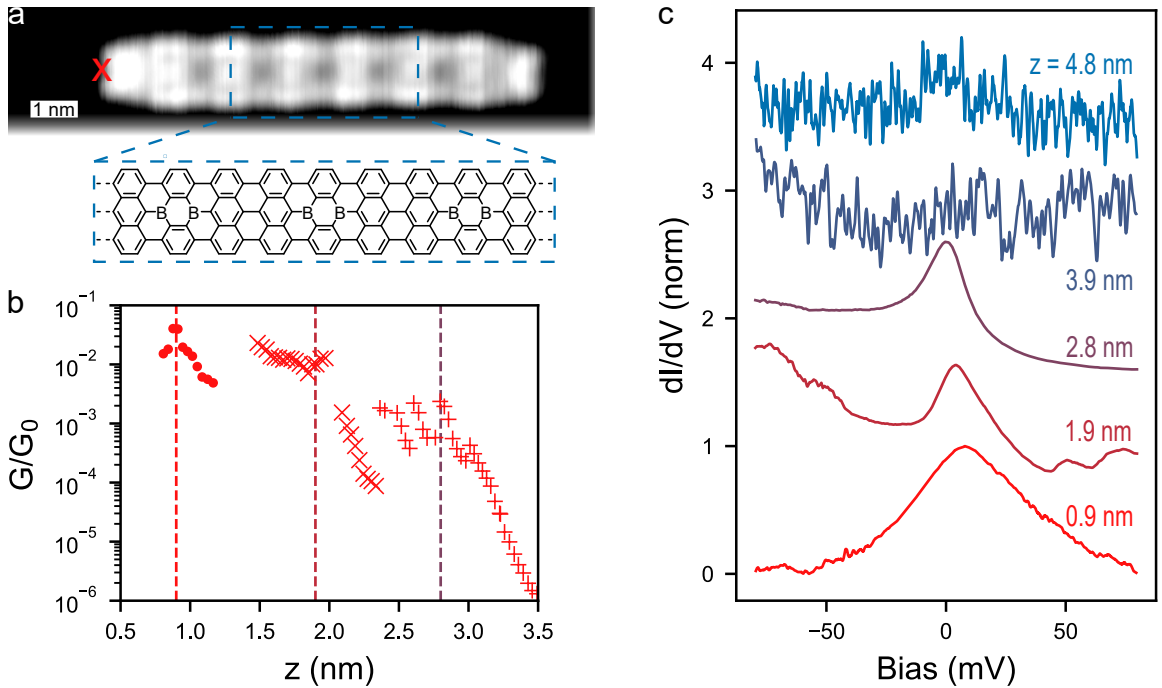 a
X
1 nm
B B B B B B
b
G/G0
10⁻¹
10⁻²
10⁻³
10⁻⁴
10⁻⁵
10⁻⁶
0.5 1.0 1.5 2.0 2.5 3.0 3.5
z (nm)
c
dI/dV (norm)
4
3
2
1
0
z = 4.8 nm
3.9 nm
2.8 nm
1.9 nm
0.9 nm
−50 0 50
Bias (mV)